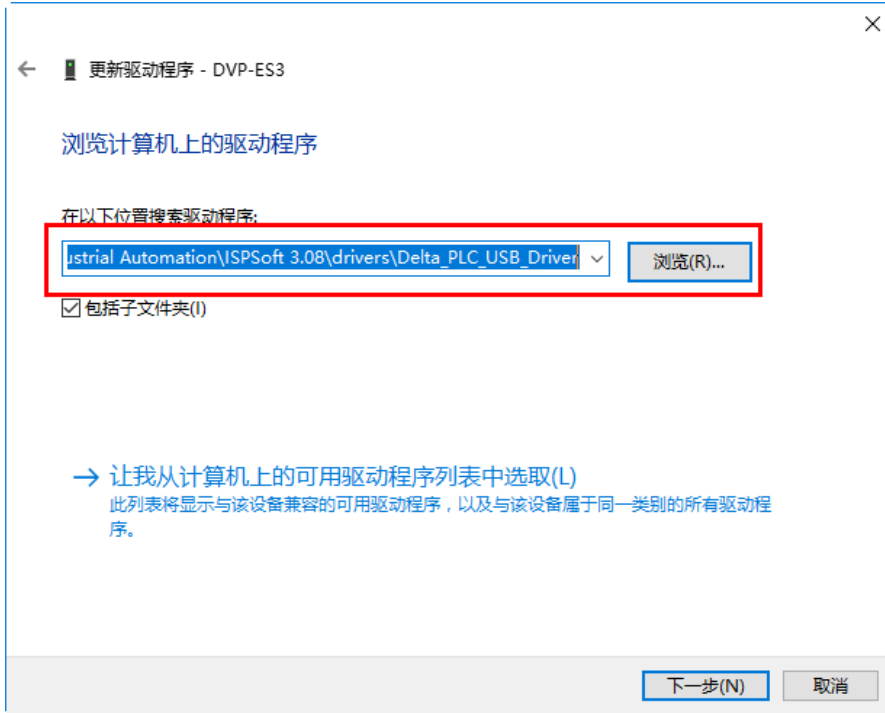 更新驱动程序 - DVP-ES3
浏览计算机上的驱动程序
在以下位置搜索驱动程序:
ustrial Automation\ISPSoft 3.08\drivers\Delta_PLC_USB_Driver
浏览(R)...
包括子文件夹(I)
让我从计算机上的可用驱动程序列表中选取(L)
此列表将显示与该设备兼容的可用驱动程序，以及与该设备属于同一类别的所有驱动程
序。
下一步(N)
取消